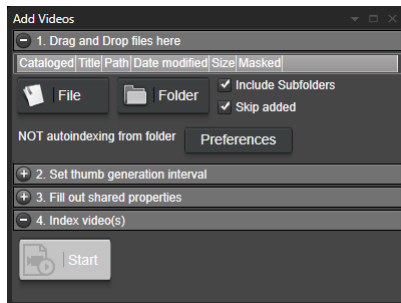 Add Videos
1. Drag and Drop files here
Cataloged Title Path Date modified Size Masked
File Folder Include Subfolders
Skip added
NOT autoindexing from folder Preferences
2. Set thumb generation interval
3. Fill out shared properties
4. Index video(s)
Start